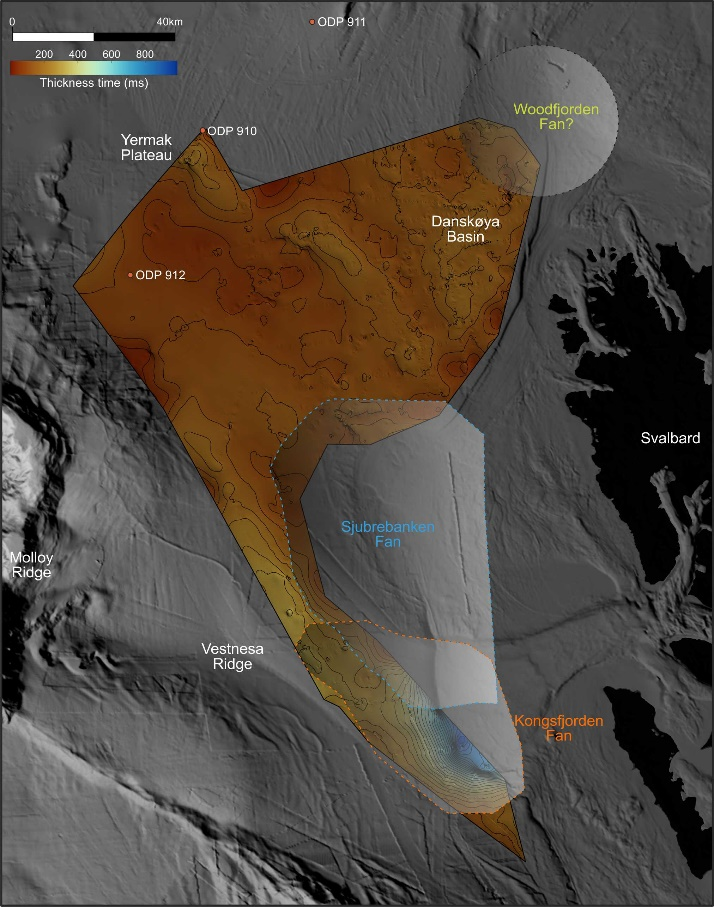 0 40km
200 400 600 800
Thickness time (ms)
ODP 911
Woodfjorden
Fan?
ODP 910
Yermak
Plateau
Danskøya
Basin
ODP 912
Svalbard
Sjubrebanken
Fan
Molloy
Ridge
Vestnesa
Ridge
Kongsfjorden
Fan